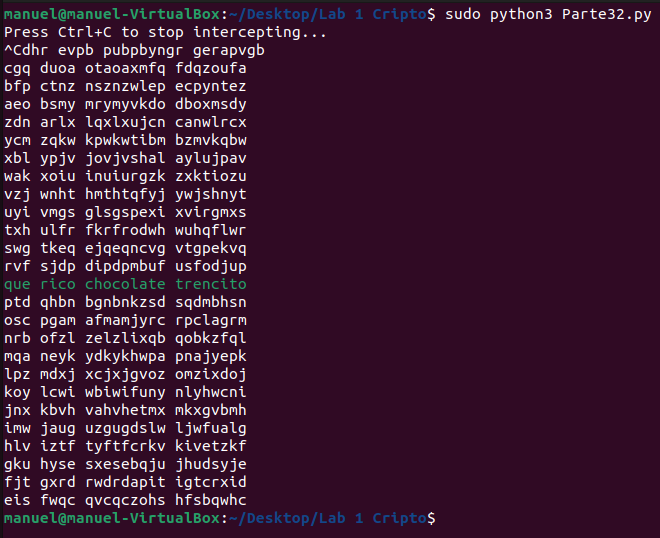 manuel@manuel-VirtualBox:~/Desktop/Lab 1 Cripto$ sudo python3 Parte32.py
Press Ctrl+C to stop intercepting...
^Cdhr evpb pubpbyngr gerapvgb
cgq duoa otaoaxmfq fdqzoufa
bfp ctnz nsznzwlep ecpyntez
aeo bsmy mrymyvkdo dboxmsdy
zdn arlx lqxlxujcn canwlrcx
ycm zqkw kpwkwtibm bzmvkqbw
xbl ypjv jovjvshal aylujpav
wak xoiu inuiurgzk zxktiozu
vzj wnht hmthtqfyj ywjshnyt
uyi vmgs glsgspexi xvirgmxs
txh ulfr fkrfrodwh wuhqflwr
swg tkeq ejqeqncvg vtgpekvq
rvf sjdp dipdpmbuf usfodjup
que rico chocolate trencito
ptd qhbn bgnbnkzsd sqdmbhsn
osc pgam afmamjyrc rpclagrm
nrb ofzl zelzlixqb qobkzfql
mqa neyk ydkykhwpa pnajyepk
lpz mdxj xcjxjgvoz omzixdoj
koy lcwi wbiwifuny nlyhwcni
jnx kbvh vahvhetmx mkxgvbmh
imw jaug uzgugdslw ljwfualg
hlv iztf tyftfcrkv kivetzkf
gku hyse sxesebqju jhudsyje
fjt gxrd rwdrdapit igtcrxid
eis fwqc qvcqczohs hfsbqwhc
manuel@manuel-VirtualBox:~/Desktop/Lab 1 Cripto$